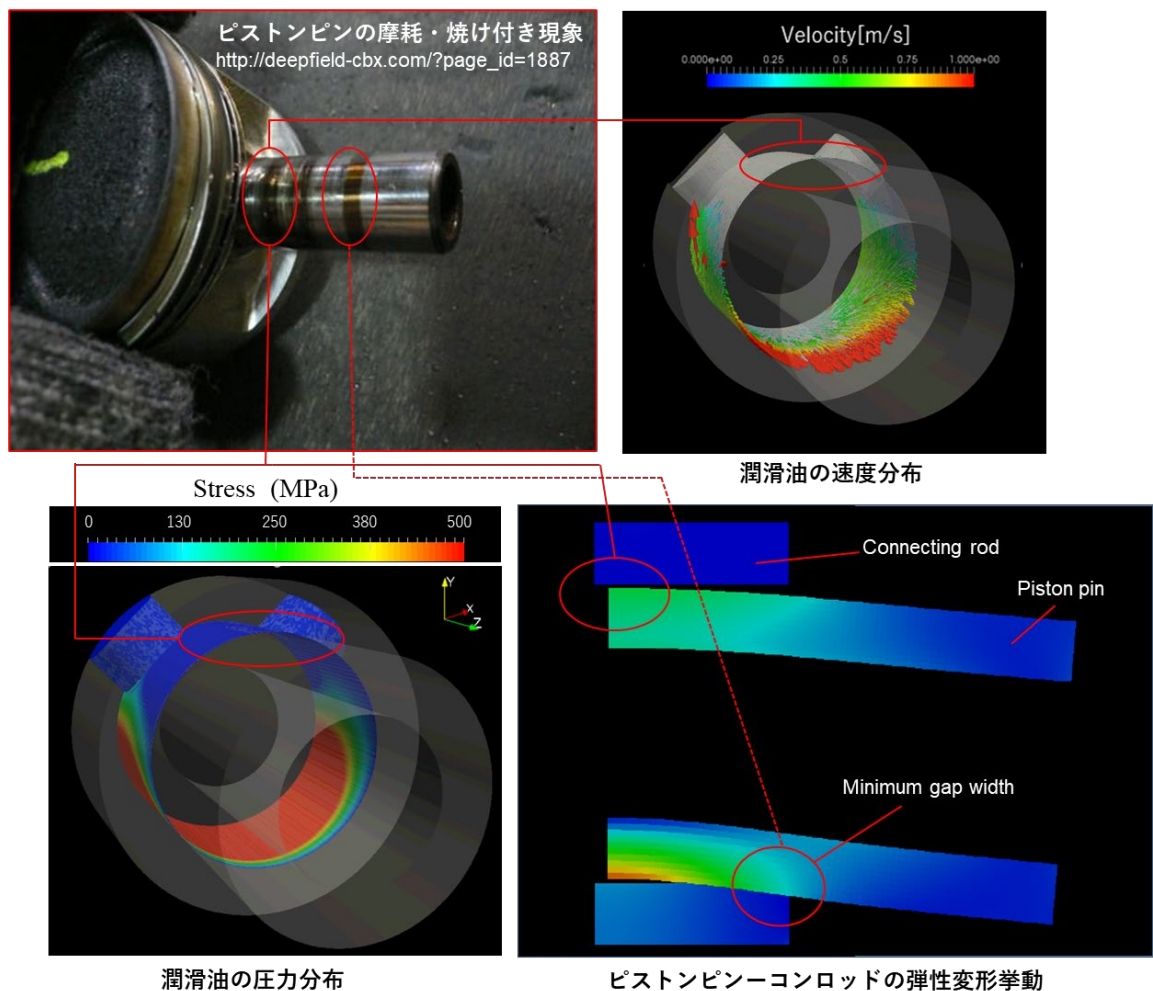 ピストンピンの摩耗・焼け付き現象
http://deepfield-cbx.com/?page_id=1887
Velocity[m/s]
0.000e+00 0.25 0.5 0.75 1.000e+00
潤滑油の速度分布
Stress (MPa)
0 130 250 380 500
Y
X
Z
潤滑油の圧力分布
Connecting rod
Piston pin
Minimum gap width
ピストンピンーコンロッドの弾性変形挙動